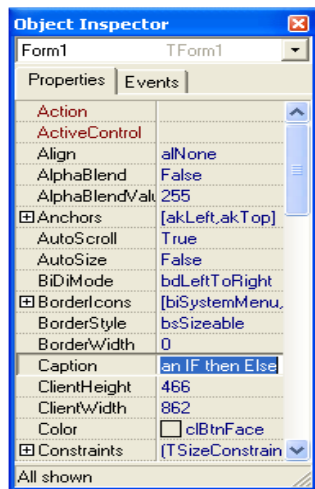 Object Inspector
Form1 TForm1
Properties Events
Action
ActiveControl
Align alNone
AlphaBlend False
AlphaBlendValu 255
Anchors [akLeft,akTop]
AutoScroll True
AutoSize False
BiDiMode bdLeftToRight
BorderIcons [biSystemMenu,
BorderStyle bsSizeable
BorderWidth 0
Caption an IF then Else
ClientHeight 466
ClientWidth 862
Color clBtnFace
Constraints (TSizeConstrain
All shown